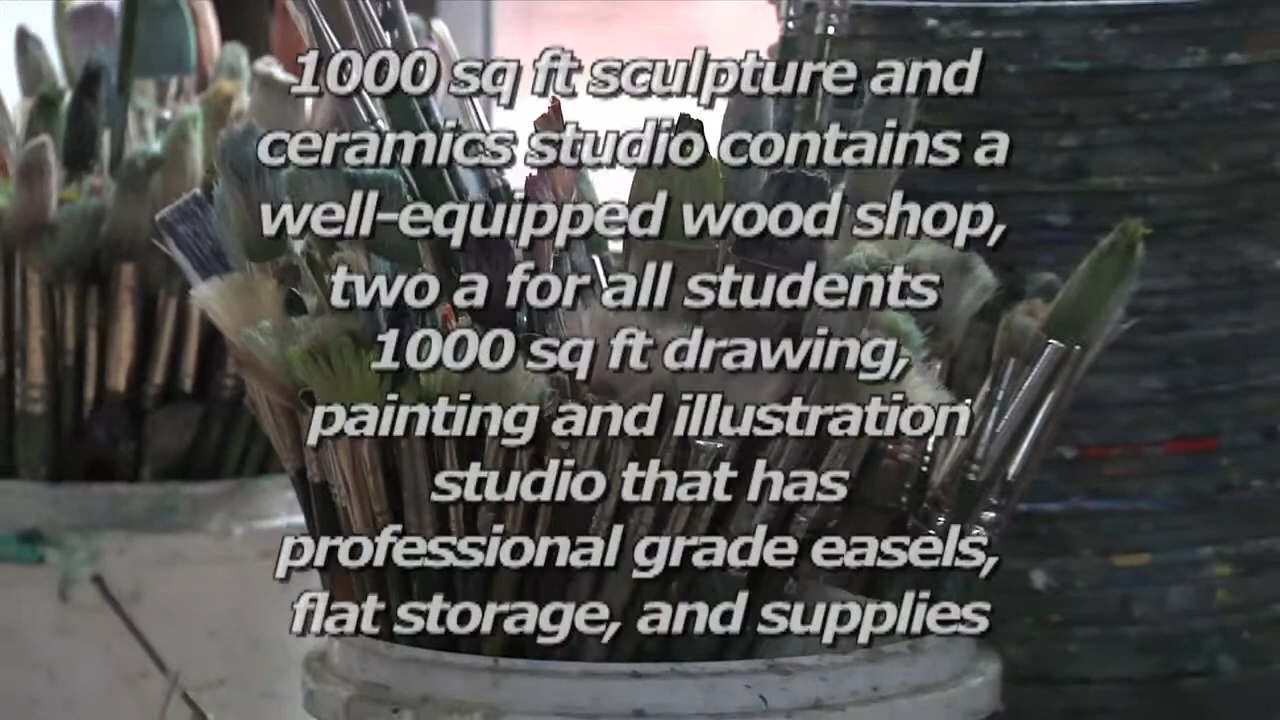 1000 sq ft sculpture and
ceramics studio contains a
well-equipped wood shop,
two a for all students
1000 sq ft drawing,
painting and illustration
studio that has
professional grade easels,
flat storage, and supplies